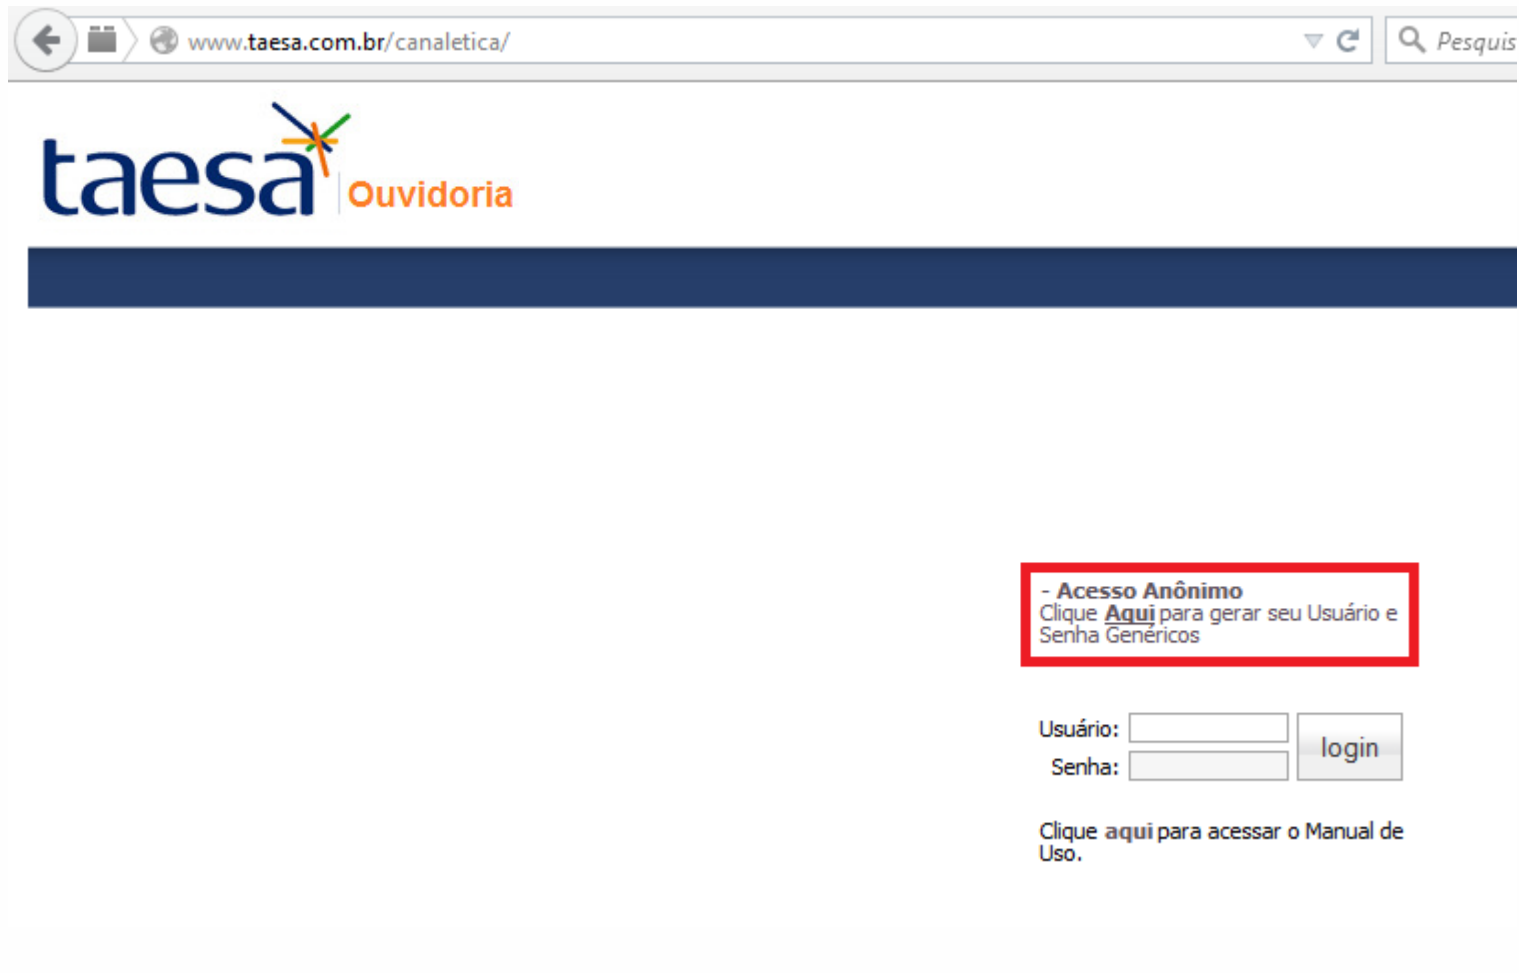 www.taesa.com.br/canaletica/
Pesquis
taesa
Ouvidoria
- Acesso Anônimo
Clique Aqui para gerar seu Usuário e
Senha Genéricos
Usuário:
Senha:
login
Clique aqui para acessar o Manual de
Uso.